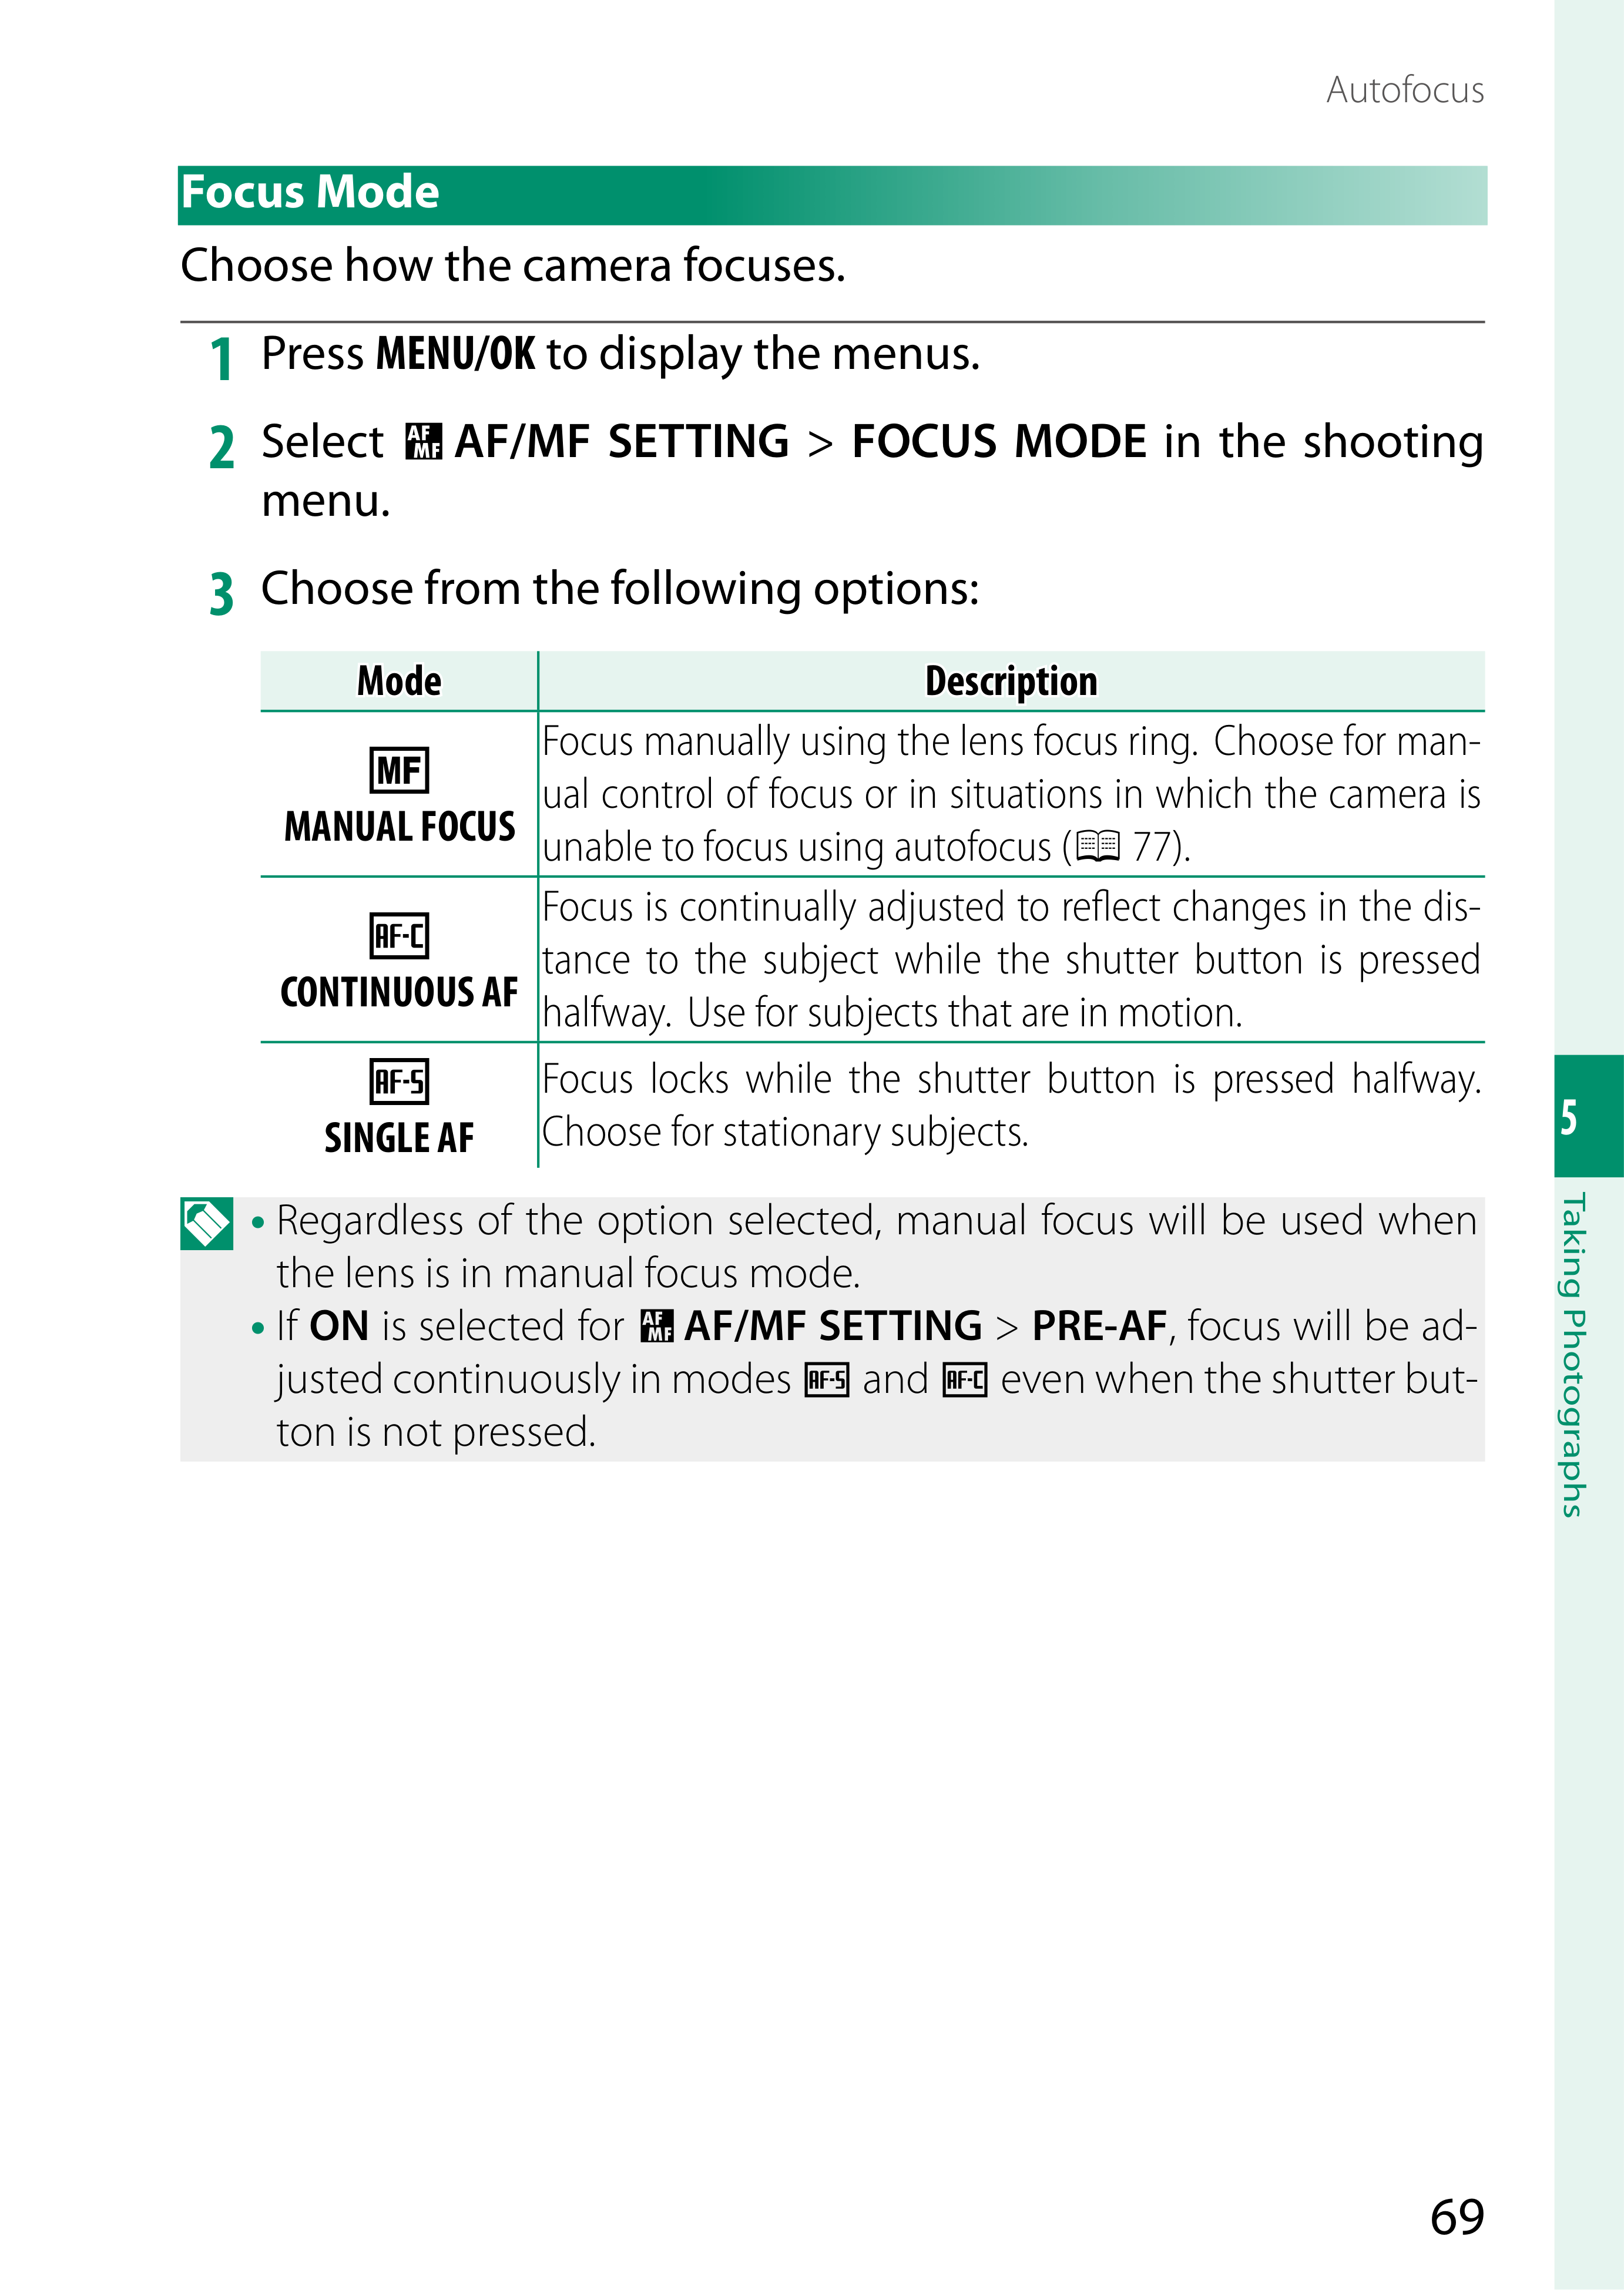 Autofocus
Focus Mode
Choose how the camera focuses.
1 Press MENU/OK to display the menus.
2 Select AF MF AF/MF SETTING > FOCUS MODE in the shooting
menu.
3 Choose from the following options:
Mode Description
MF
MANUAL FOCUS
Focus manually using the lens focus ring. Choose for man-
ual control of focus or in situations in which the camera is
unable to focus using autofocus ( 77).
AF-C
CONTINUOUS AF
Focus is continually adjusted to reflect changes in the dis-
tance to the subject while the shutter button is pressed
halfway. Use for subjects that are in motion.
AF-S
SINGLE AF
Focus locks while the shutter button is pressed halfway.
Choose for stationary subjects.
• Regardless of the option selected, manual focus will be used when
the lens is in manual focus mode.
• If ON is selected for AF MF AF/MF SETTING > PRE-AF, focus will be ad-
justed continuously in modes AF-S and AF-C even when the shutter but-
ton is not pressed.
5
Taking Photographs
69